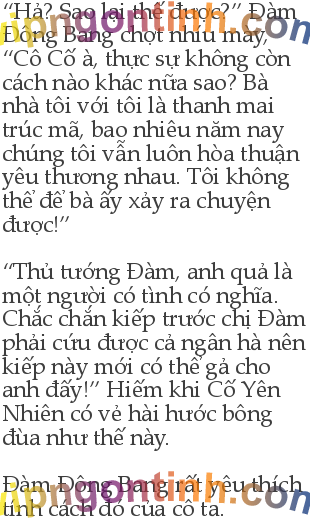 “Hả? Sao lại thế được?” Đàm
Đông Bang chợt nhíu mày,
“Cô Cố à, thực sự không còn
cách nào khác nữa sao? Bà
nhà tôi với tôi là thanh mai
trúc mã, bao nhiêu năm nay
chúng tôi vẫn luôn hòa thuận
yêu thương nhau. Tôi không
thể để bà ấy xảy ra chuyện
được!”
“Thủ tướng Đàm, anh quả là
một người có tình có nghĩa.
Chắc chắn kiếp trước chị Đàm
phải cứu được cả ngân hà nên
kiếp này mới có thể gả cho
anh đấy!” Hiếm khi Cố Yên
Nhiên có vẻ hài hước bông
đùa như thế này.
Đàm Đông Bang rất yêu thích
tính cách đó của cô ta.
vipngontinh.com
vipngontinh.com